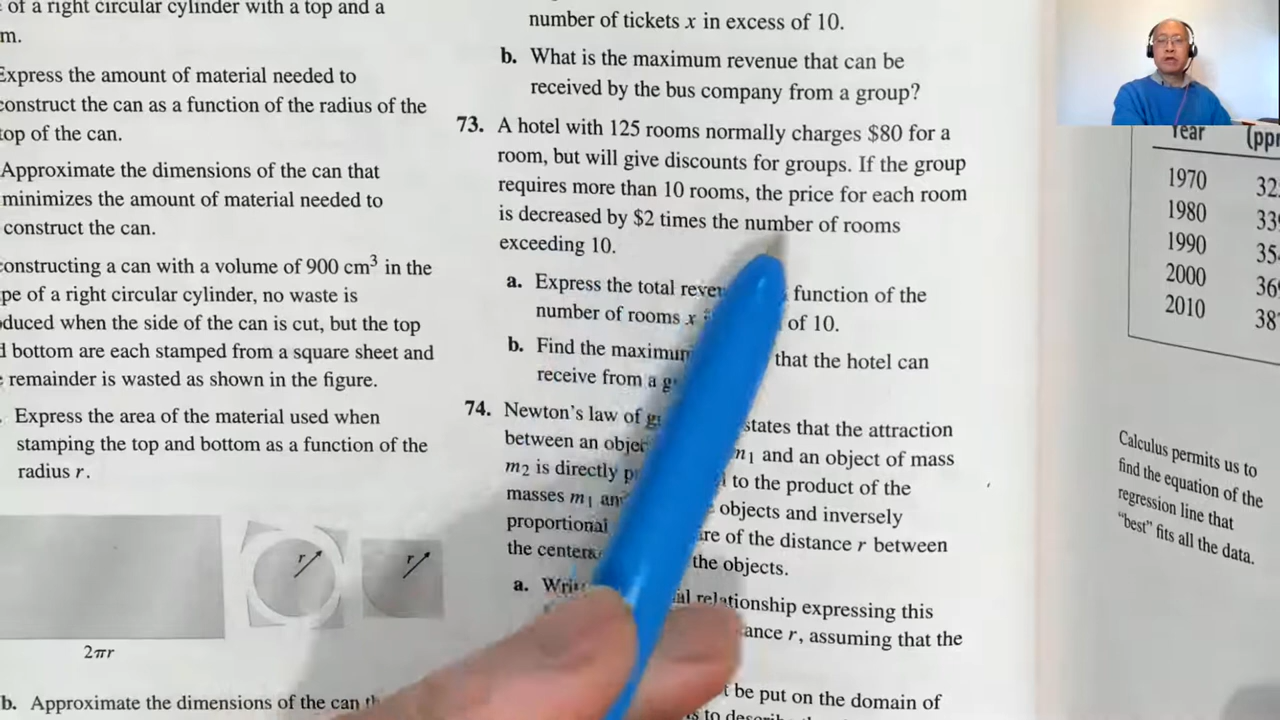 of a right circular cylinder with a top and a
m.
Express the amount of material needed to
construct the can as a function of the radius of the
top of the can.
Approximate the dimensions of the can that
minimizes the amount of material needed to
construct the can.
constructing a can with a volume of 900 cm³ in the
pe of a right circular cylinder, no waste is
duced when the side of the can is cut, but the top
d bottom are each stamped from a square sheet and
remainder is wasted as shown in the figure.
Express the area of the material used when
stamping the top and bottom as a function of the
radius r.
r
r
2πr
b. Approximate the dimensions of the can th
number of tickets x in excess of 10.
b. What is the maximum revenue that can be
received by the bus company from a group?
73. A hotel with 125 rooms normally charges $80 for a
room, but will give discounts for groups. If the group
requires more than 10 rooms, the price for each room
is decreased by $2 times the number of rooms
exceeding 10.
a. Express the total reve function of the
number of rooms x of 10.
b. Find the maximum that the hotel can
receive from a g
74. Newton's law of g states that the attraction
between an objec m₁ and an object of mass
m₂ is directly p to the product of the
masses m₁ an objects and inversely
proportional are of the distance r between
the centers the objects.
a. Writ al relationship expressing this
ance r, assuming that the
t be put on the domain of
Year (pp
1970 32
1980 33
1990 35
2000 36
2010 38
Calculus permits us to
find the equation of the
regression line that
"best" fits all the data.